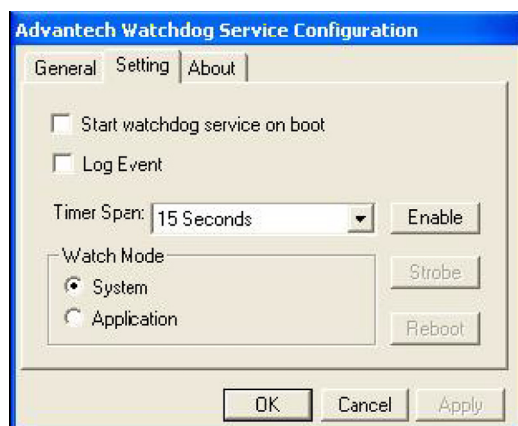 Advantech Watchdog Service Configuration
General Setting About
Start watchdog service on boot
Log Event
Timer Span: 15 Seconds Enable
Watch Mode
System
Application
Strobe
Reboot
OK Cancel Apply